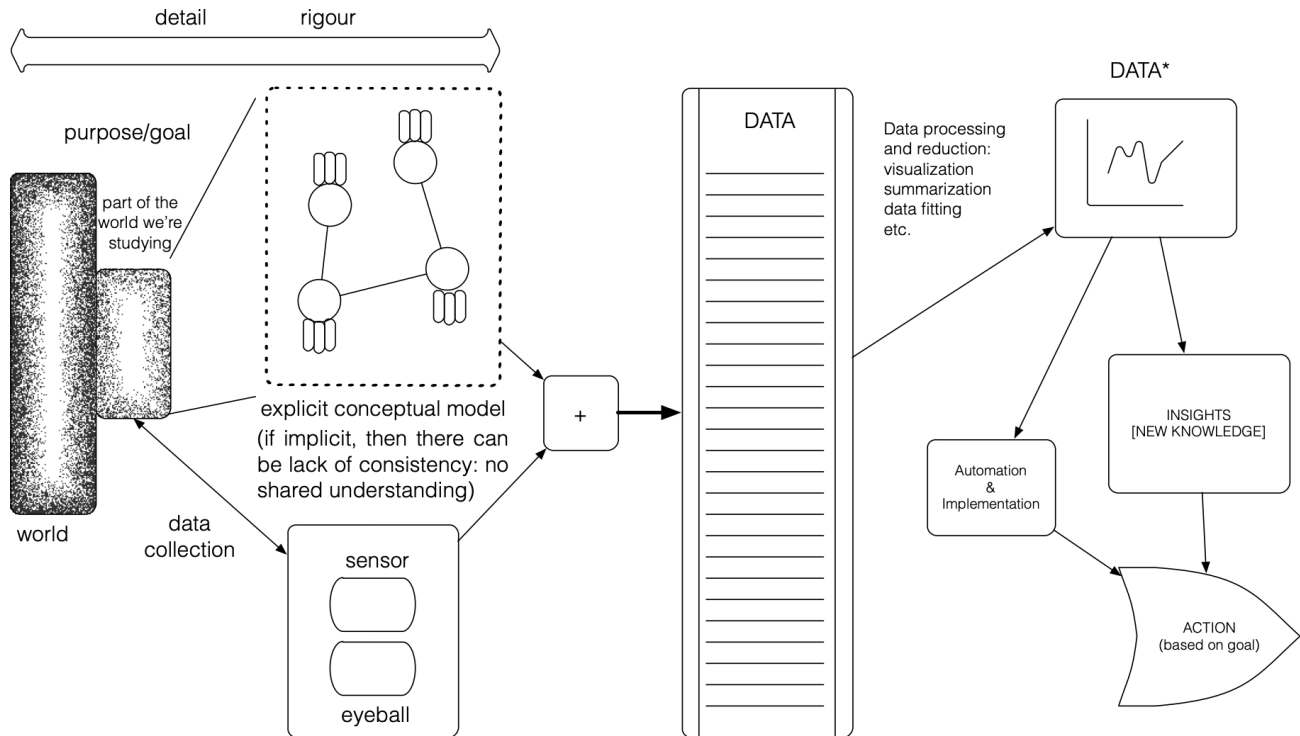 detail rigour
purpose/goal
part of the
world we're
studying
world
explicit conceptual model
(if implicit, then there can
be lack of consistency: no
shared understanding)
data
collection
sensor
eyeball
+
DATA
Data processing
and reduction:
visualization
summarization
data fitting
etc.
DATA*
Automation
&
Implementation
INSIGHTS
[NEW KNOWLEDGE]
ACTION
(based on goal)